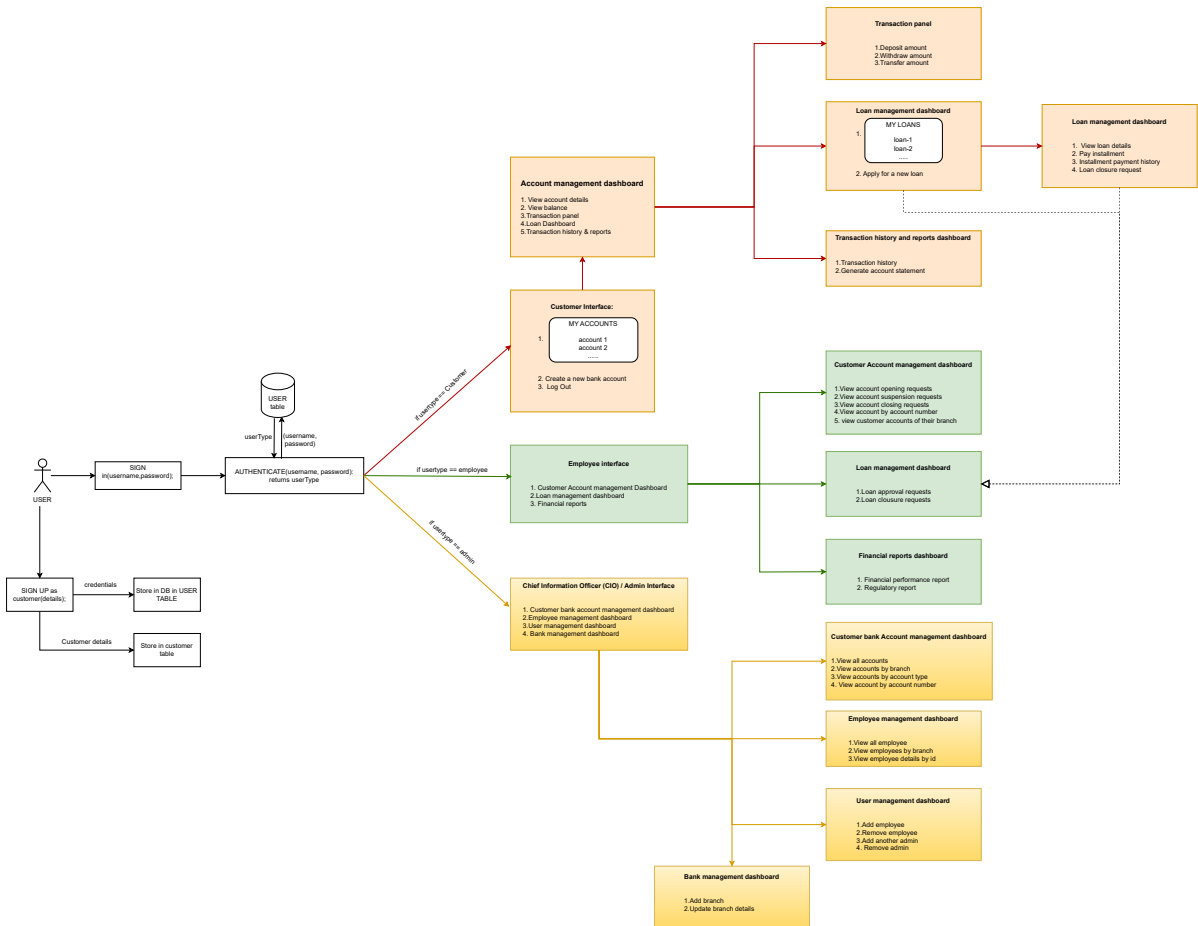 Transaction panel
1.Deposit amount
2.Withdraw amount
3.Transfer amount
Loan management dashboard
1.
MY LOANS
loan-1
loan-2
.....
2. Apply for a new loan
Loan management dashboard
1. View loan details
2. Pay installment
3. Installment payment history
4. Loan closure request
Account management dashboard
1. View account details
2. View balance
3.Transaction panel
4.Loan Dashboard
5.Transaction history & reports
Transaction history and reports dashboard
1.Transaction history
2.Generate account statement
Customer Interface:
1.
MY ACCOUNTS
account 1
account 2
......
2. Create a new bank account
3. Log Out
if usertype == Customer
USER
table
userType
(username,
password)
SIGN
in(username,password);
AUTHENTICATE(username, password):
returns userType
USER
if usertype == employee
Employee interface
1. Customer Account management Dashboard
2.Loan management dashboard
3. Financial reports
Customer Account management dashboard
1.View account opening requests
2.View account suspension requests
3.View account closing requests
4.View account by account number
5. view customer accounts of their branch
Loan management dashboard
1.Loan approval requests
2.Loan clousure requests
Financial reports dashboard
1. Financial performance report
2. Regulatory report
if usertype == admin
SIGN UP as
customer(details);
credentials
Store in DB in USER
TABLE
Customer details
Store in customer
table
Chief Information Officer (CIO) / Admin Interface
1. Customer bank account management dashboard
2.Employee management dashboard
3.User management dashboard
4. Bank management dashboard
Customer bank Account management dashboard
1.View all accounts
2.View accounts by branch
3.View accounts by account type
4. View account by account number
Employee management dashboard
1.View all employee
2.View employees by branch
3.View employee details by id
User management dashboard
1.Add employee
2.Remove employee
3.Add another admin
4. Remove admin
Bank management dashboard
1.Add branch
2.Update branch details